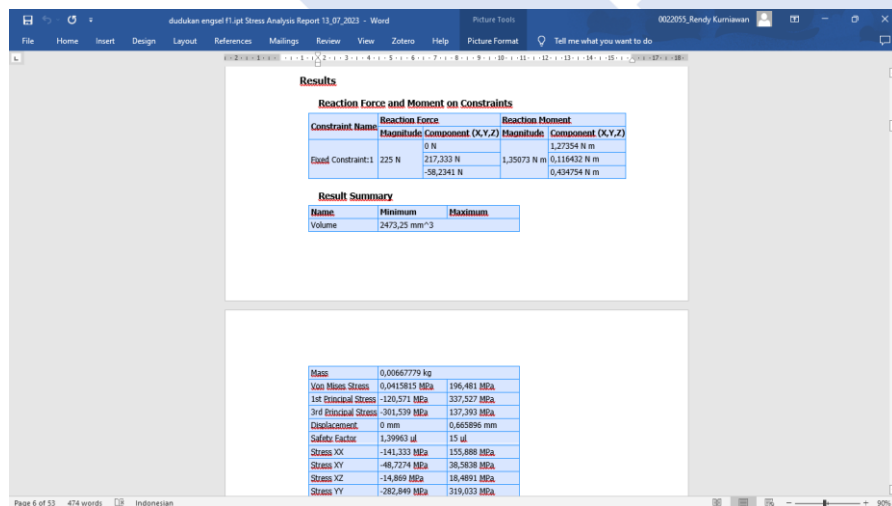 dudukan engsel f1.ipt Stress Analysis Report 13_07_2023 - Word
Picture Tools
0022055_Rendy Kurniawan
File Home Insert Design Layout References Mailings Review View Zotero Help Picture Format Tell me what you want to do
Results
Reaction Force and Moment on Constraints
Constraint Name Reaction Force Reaction Moment
Magnitude Component (X,Y,Z) Magnitude Component (X,Y,Z)
Fixed Constraint:1 225 N 0 N 1,35073 N m 1,27354 N m
217,333 N 0,116432 N m
-58,2341 N 0,434754 N m
Result Summary
Name Minimum Maximum
Volume 2473,25 mm^3
Mass 0,00667779 kg
Von Mises Stress 0,0415815 MPa 196,481 MPa
1st Principal Stress -120,571 MPa 337,527 MPa
3rd Principal Stress -301,539 MPa 137,393 MPa
Displacement 0 mm 0,665896 mm
Safety Factor 1,39963 ul 15 ul
Stress XX -141,333 MPa 155,888 MPa
Stress XY -48,7274 MPa 38,5838 MPa
Stress XZ -14,869 MPa 18,4891 MPa
Stress YY -282,849 MPa 319,033 MPa
Page 6 of 53 474 words Indonesian 90%